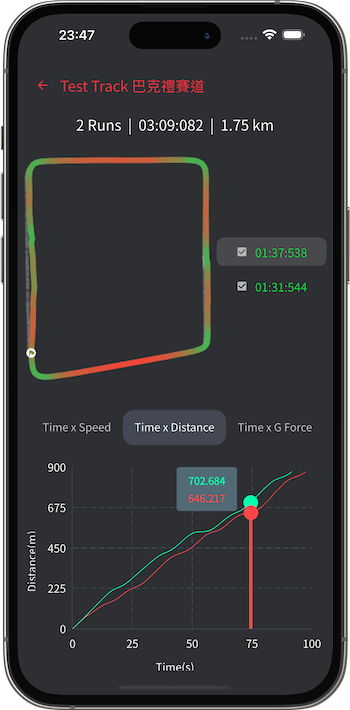 23:47
Test Track 巴克禮賽道
2 Runs | 03:09:082 | 1.75 km
01:37:538
01:31:544
Time x Speed
Time x Distance
Time x G Force
900
702.684
646.217
675
450
225
0
Distance(m)
0 25 50 75 100
Time(s)